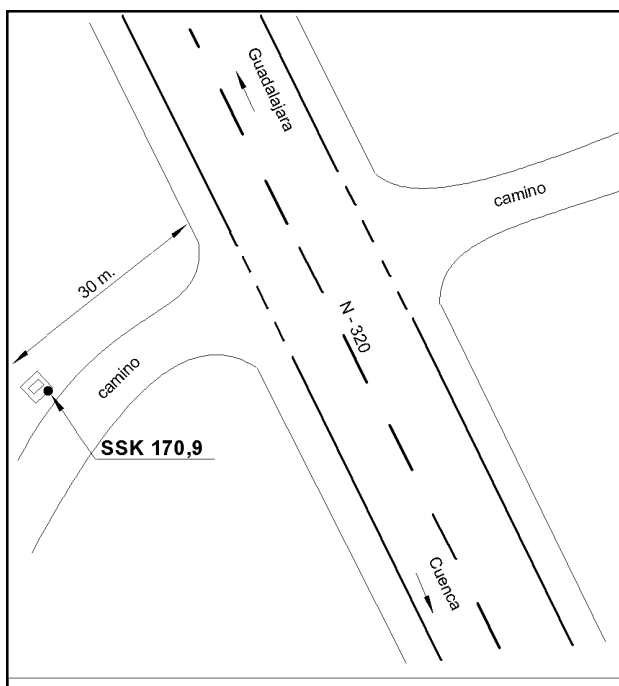 Guadalajara
camino
30 m.
N - 320
camino
SSK 170,9
Cuenca